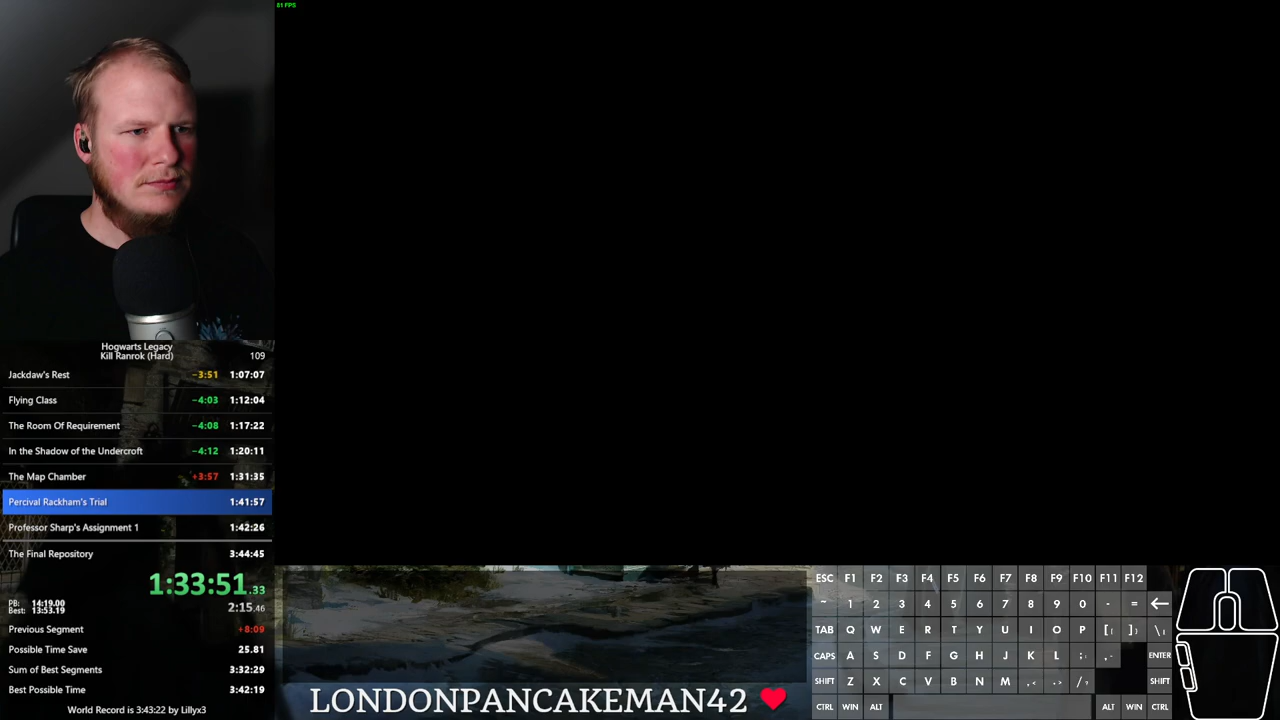 51 FPS
Hogwarts Legacy
Kill Ranrok (Hard) 109
Jackdaw's Rest −3:51 1:07:07
Flying Class −4:03 1:12:04
The Room Of Requirement −4:08 1:17:22
In the Shadow of the Undercroft −4:12 1:20:11
The Map Chamber +3:57 1:31:35
Percival Rackham's Trial 1:41:57
Professor Sharp's Assignment 1 1:42:26
The Final Repository 3:44:45
1:33:51.33
PB: 14:19.00
Best: 13:53.19
2:15.46
Previous Segment +8:09
Possible Time Save 25.81
Sum of Best Segments 3:32:29
Best Possible Time 3:42:19
World Record is 3:43:22 by Lillyx3
LONDONPANCAKEMAN42
ESC F1 F2 F3 F4 F5 F6 F7 F8 F9 F10 F11 F12
~ 1 2 3 4 5 6 7 8 9 0 - = ←
TAB Q W E R T Y U I O P [{ ]} \|
CAPS A S D F G H J K L ;: ,- ENTER
SHIFT Z X C V B N M ,< .> /? SHIFT
CTRL WIN ALT ALT WIN CTRL